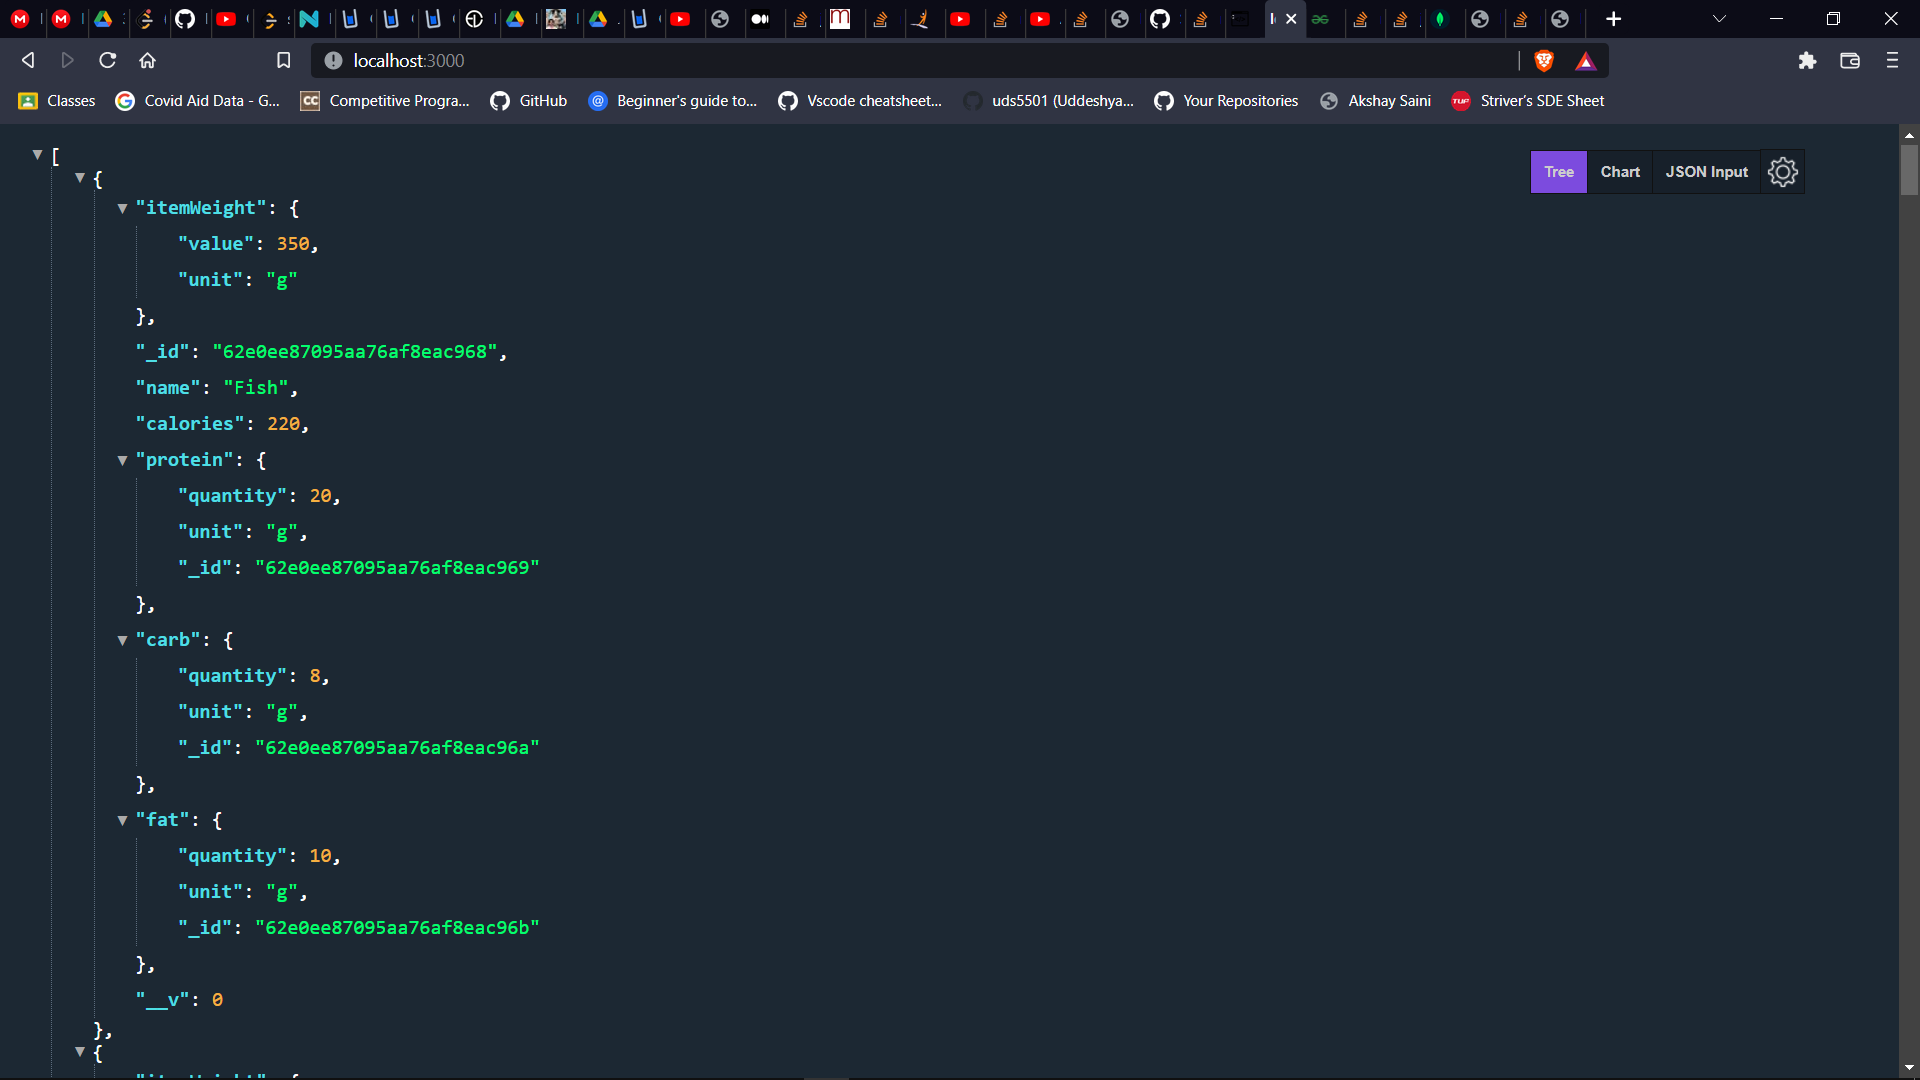 localhost:3000
Classes
Covid Aid Data - G...
Competitive Progra...
GitHub
Beginner's guide to...
Vscode cheatsheet...
uds5501 (Uddeshya...
Your Repositories
Akshay Saini
Striver's SDE Sheet
Tree Chart JSON Input
[
{
"itemWeight": {
"value": 350,
"unit": "g"
},
"_id": "62e0ee87095aa76af8eac968",
"name": "Fish",
"calories": 220,
"protein": {
"quantity": 20,
"unit": "g",
"_id": "62e0ee87095aa76af8eac969"
},
"carb": {
"quantity": 8,
"unit": "g",
"_id": "62e0ee87095aa76af8eac96a"
},
"fat": {
"quantity": 10,
"unit": "g",
"_id": "62e0ee87095aa76af8eac96b"
},
"__v": 0
},
{